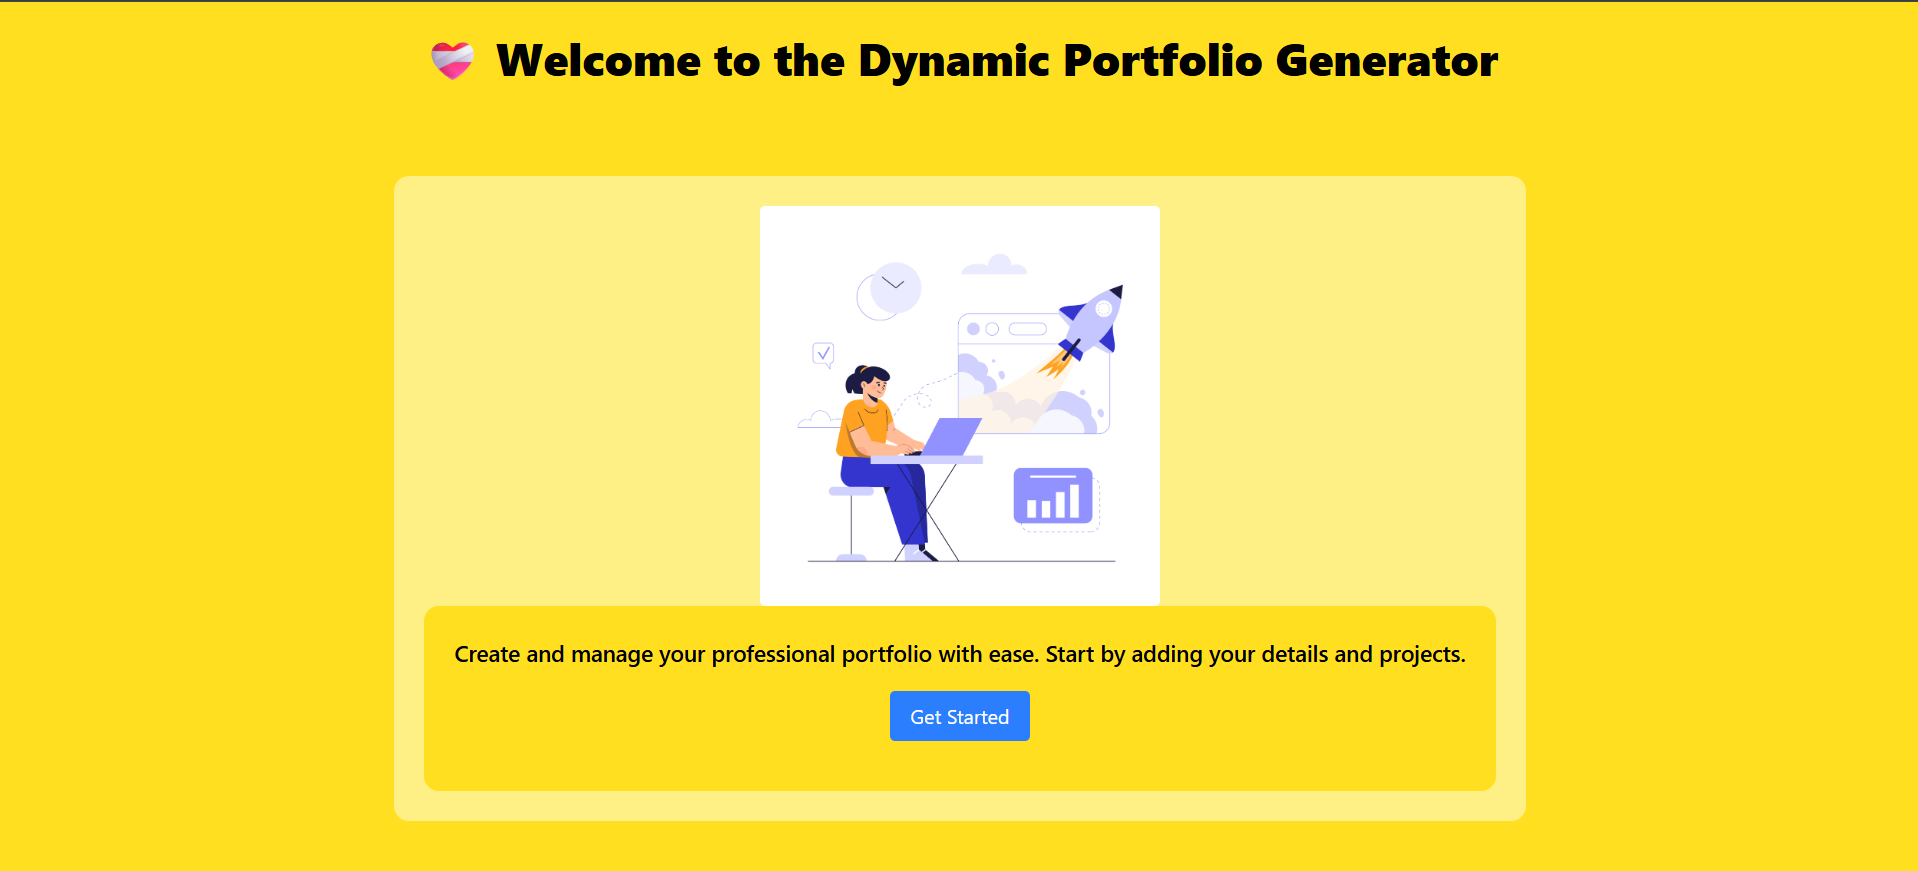 Welcome to the Dynamic Portfolio Generator
Create and manage your professional portfolio with ease. Start by adding your details and projects.
Get Started